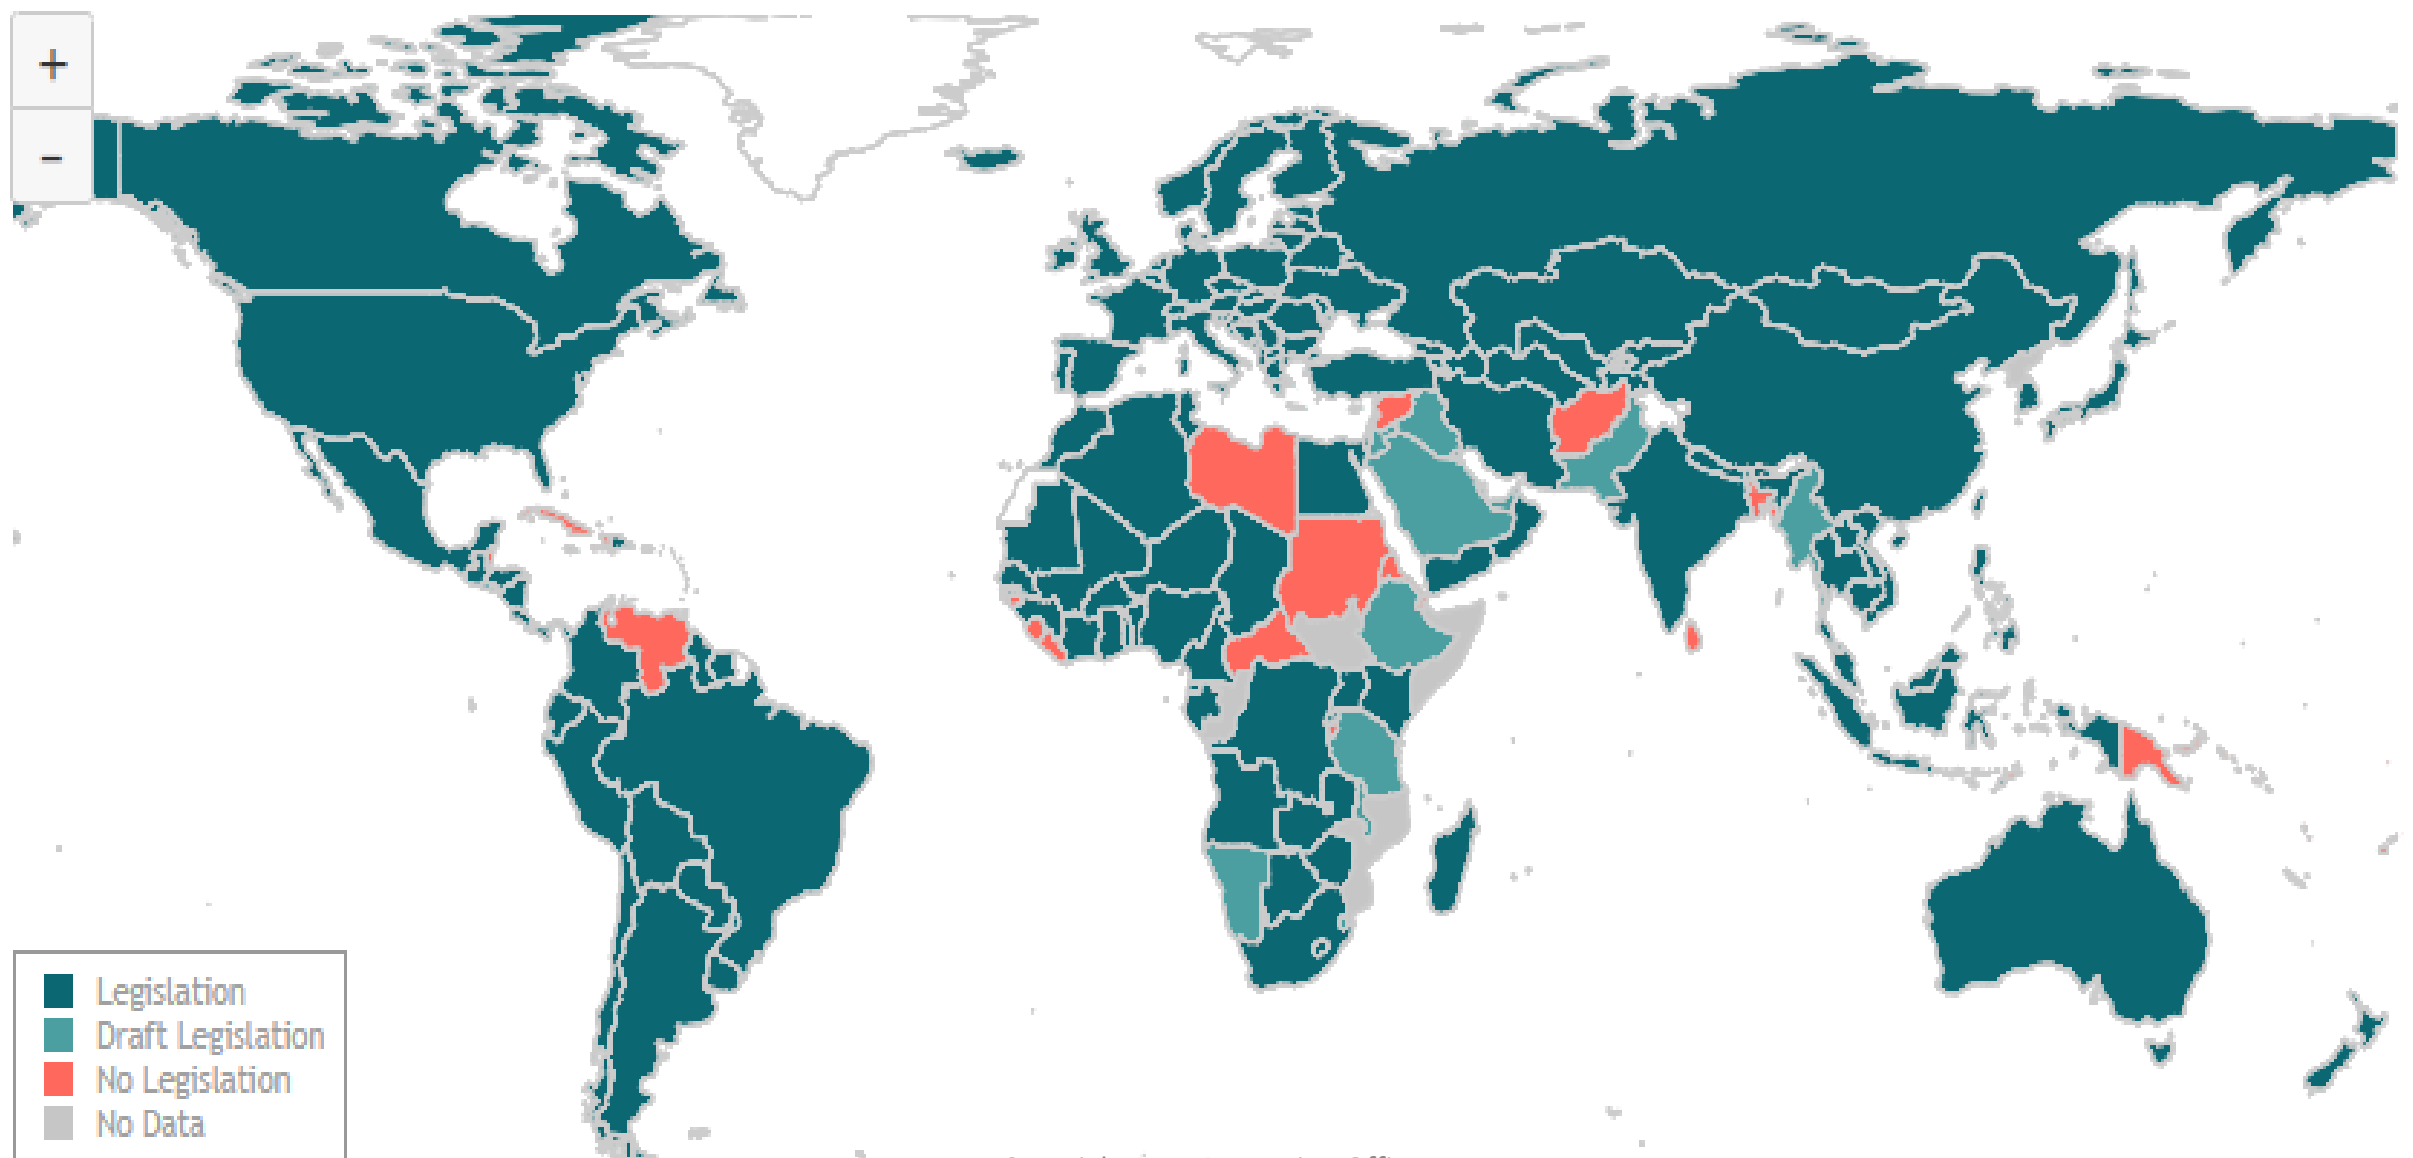 +
-
Legislation
Draft Legislation
No Legislation
No Data